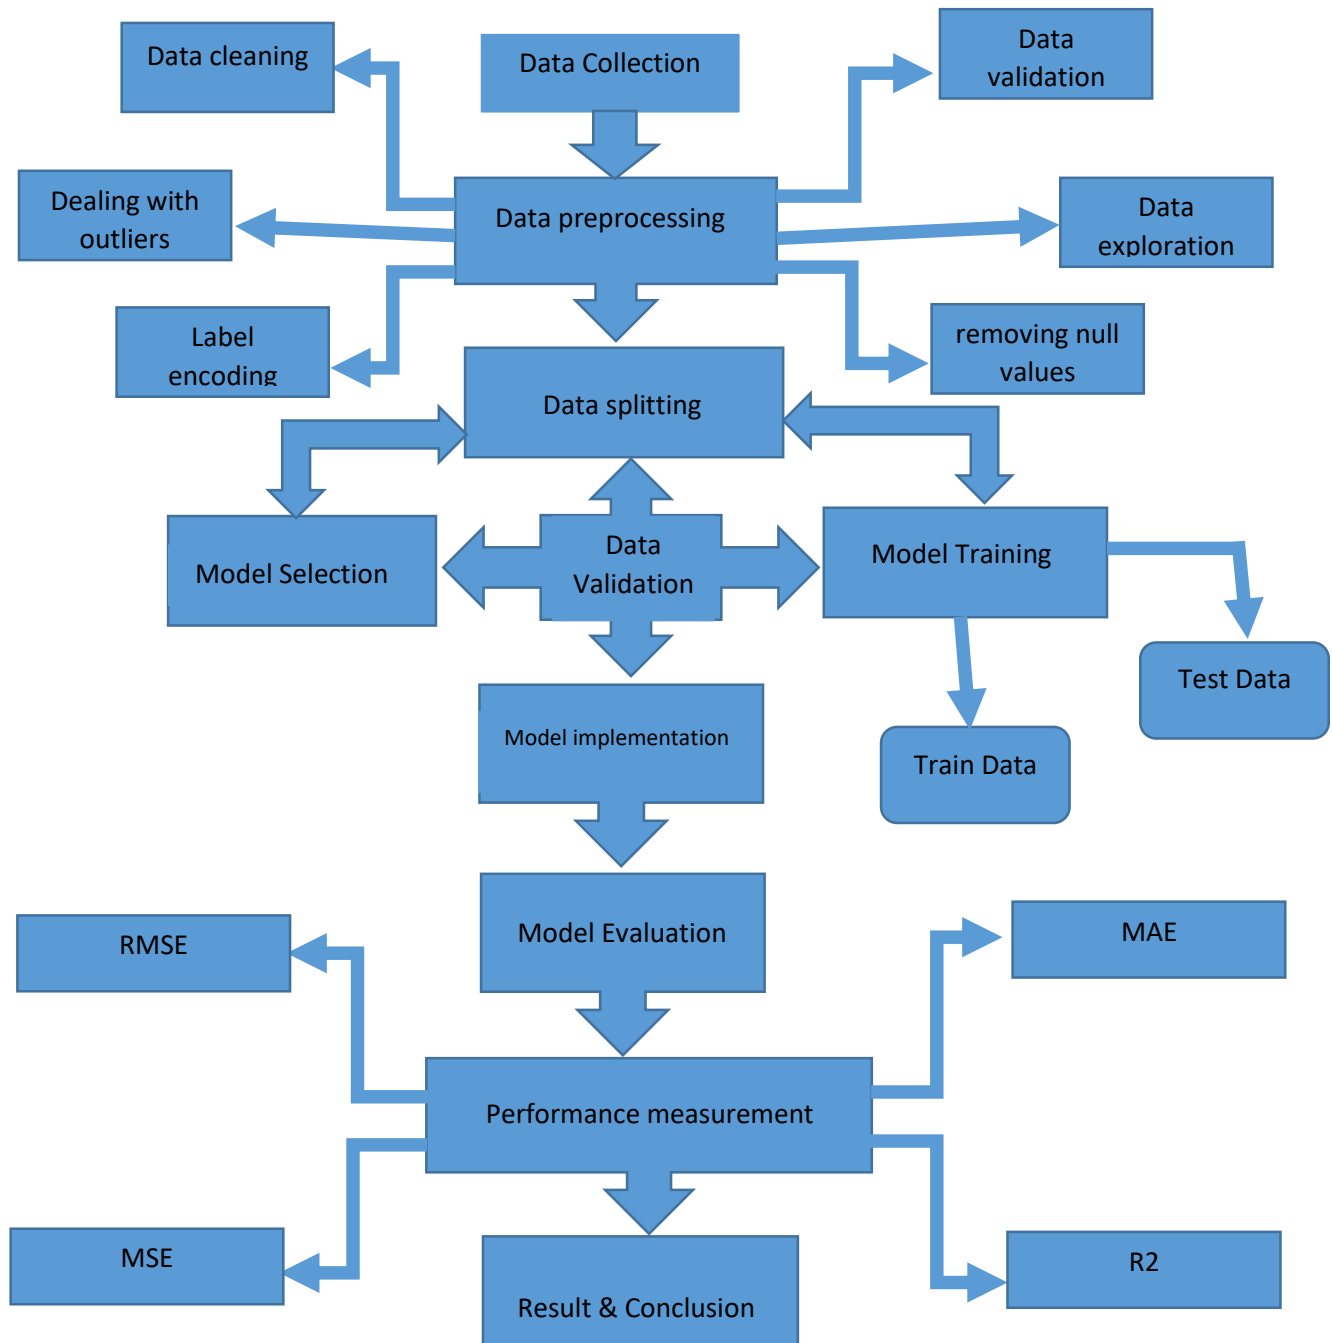 Data cleaning
Data Collection
Data
validation
Dealing with
outliers
Data preprocessing
Data
exploration
Label
encoding
removing null
values
Data splitting
Model Selection
Data
Validation
Model Training
Test Data
Model implementation
Train Data
RMSE
Model Evaluation
MAE
Performance measurement
MSE
R2
Result & Conclusion